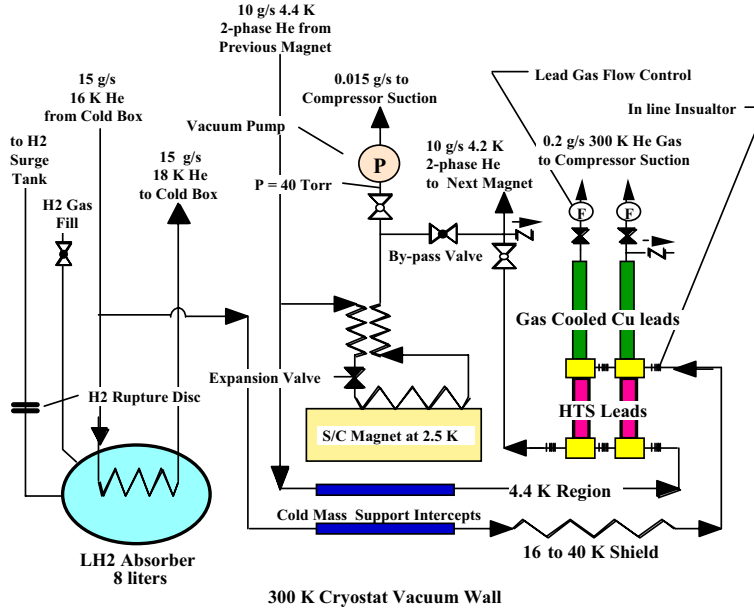 10 g/s 4.4 K
2-phase He from
Previous Magnet
15 g/s
16 K He
from Cold Box
0.015 g/s to
Compressor Suction
Lead Gas Flow Control
In line Insualtor
to H2
Surge
Tank
15 g/s
18 K He
to Cold Box
Vacuum Pump
P
10 g/s 4.2 K
2-phase He
to Next Magnet
0.2 g/s 300 K He Gas
to Compressor Suction
H2 Gas
Fill
P = 40 Torr
F
F
By-pass Valve
Gas Cooled Cu leads
Expansion Valve
H2 Rupture Disc
HTS Leads
S/C Magnet at 2.5 K
4.4 K Region
Cold Mass Support Intercepts
16 to 40 K Shield
LH2 Absorber
8 liters
300 K Cryostat Vacuum Wall